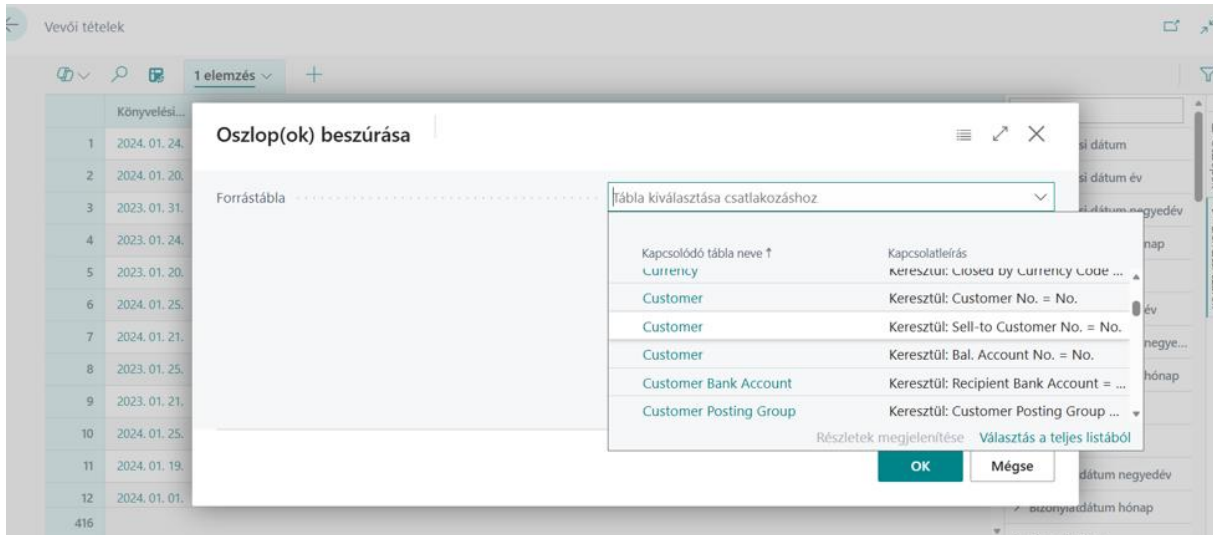 Vevői tételek
1 elemzés
Könyvelési...
1 2024. 01. 24.
2 2024. 01. 20.
3 2023. 01. 31.
4 2023. 01. 24.
5 2023. 01. 20.
6 2024. 01. 25.
7 2024. 01. 21.
8 2023. 01. 25.
9 2023. 01. 21.
10 2024. 01. 25.
11 2024. 01. 19.
12 2024. 01. 01.
416
Oszlop(ok) beszúrása
Forrástábla
Tábla kiválasztása csatlakozáshoz
Kapcsolódó tábla neve ↑ Kapcsolatleírás
Currency Keresztül: Closed by Currency Code ...
Customer Keresztül: Customer No. = No.
Customer Keresztül: Sell-to Customer No. = No.
Customer Keresztül: Bal. Account No. = No.
Customer Bank Account Keresztül: Recipient Bank Account = ...
Customer Posting Group Keresztül: Customer Posting Group ...
Részletek megjelenítése Választás a teljes listából
OK Mégse
si dátum
si dátum év
si dátum negyedév
nap
év
negye...
hónap
dátum negyedév
Bizonylatdátum hónap